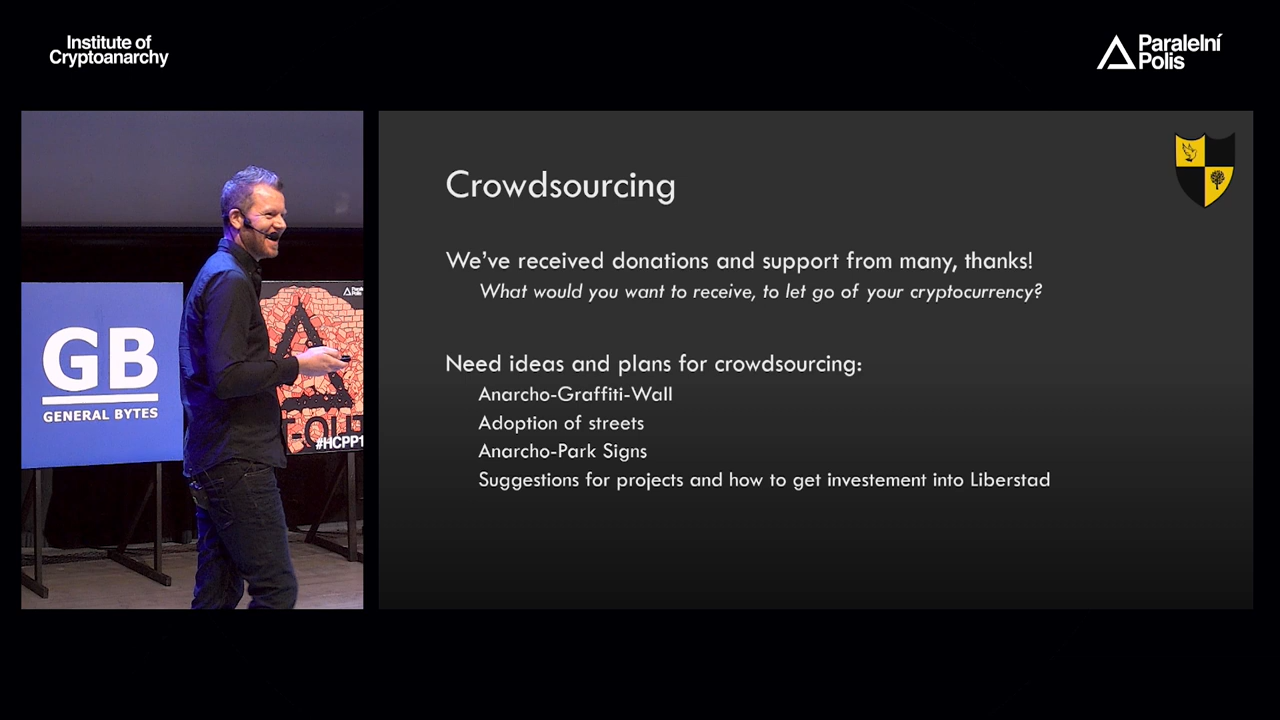 Institute of
Cryptoanarchy
Paralelní
Polis
GB
GENERAL BYTES
#HCPP1
Crowdsourcing
We've received donations and support from many, thanks!
What would you want to receive, to let go of your cryptocurrency?
Need ideas and plans for crowdsourcing:
Anarcho-Graffiti-Wall
Adoption of streets
Anarcho-Park Signs
Suggestions for projects and how to get investement into Liberstad